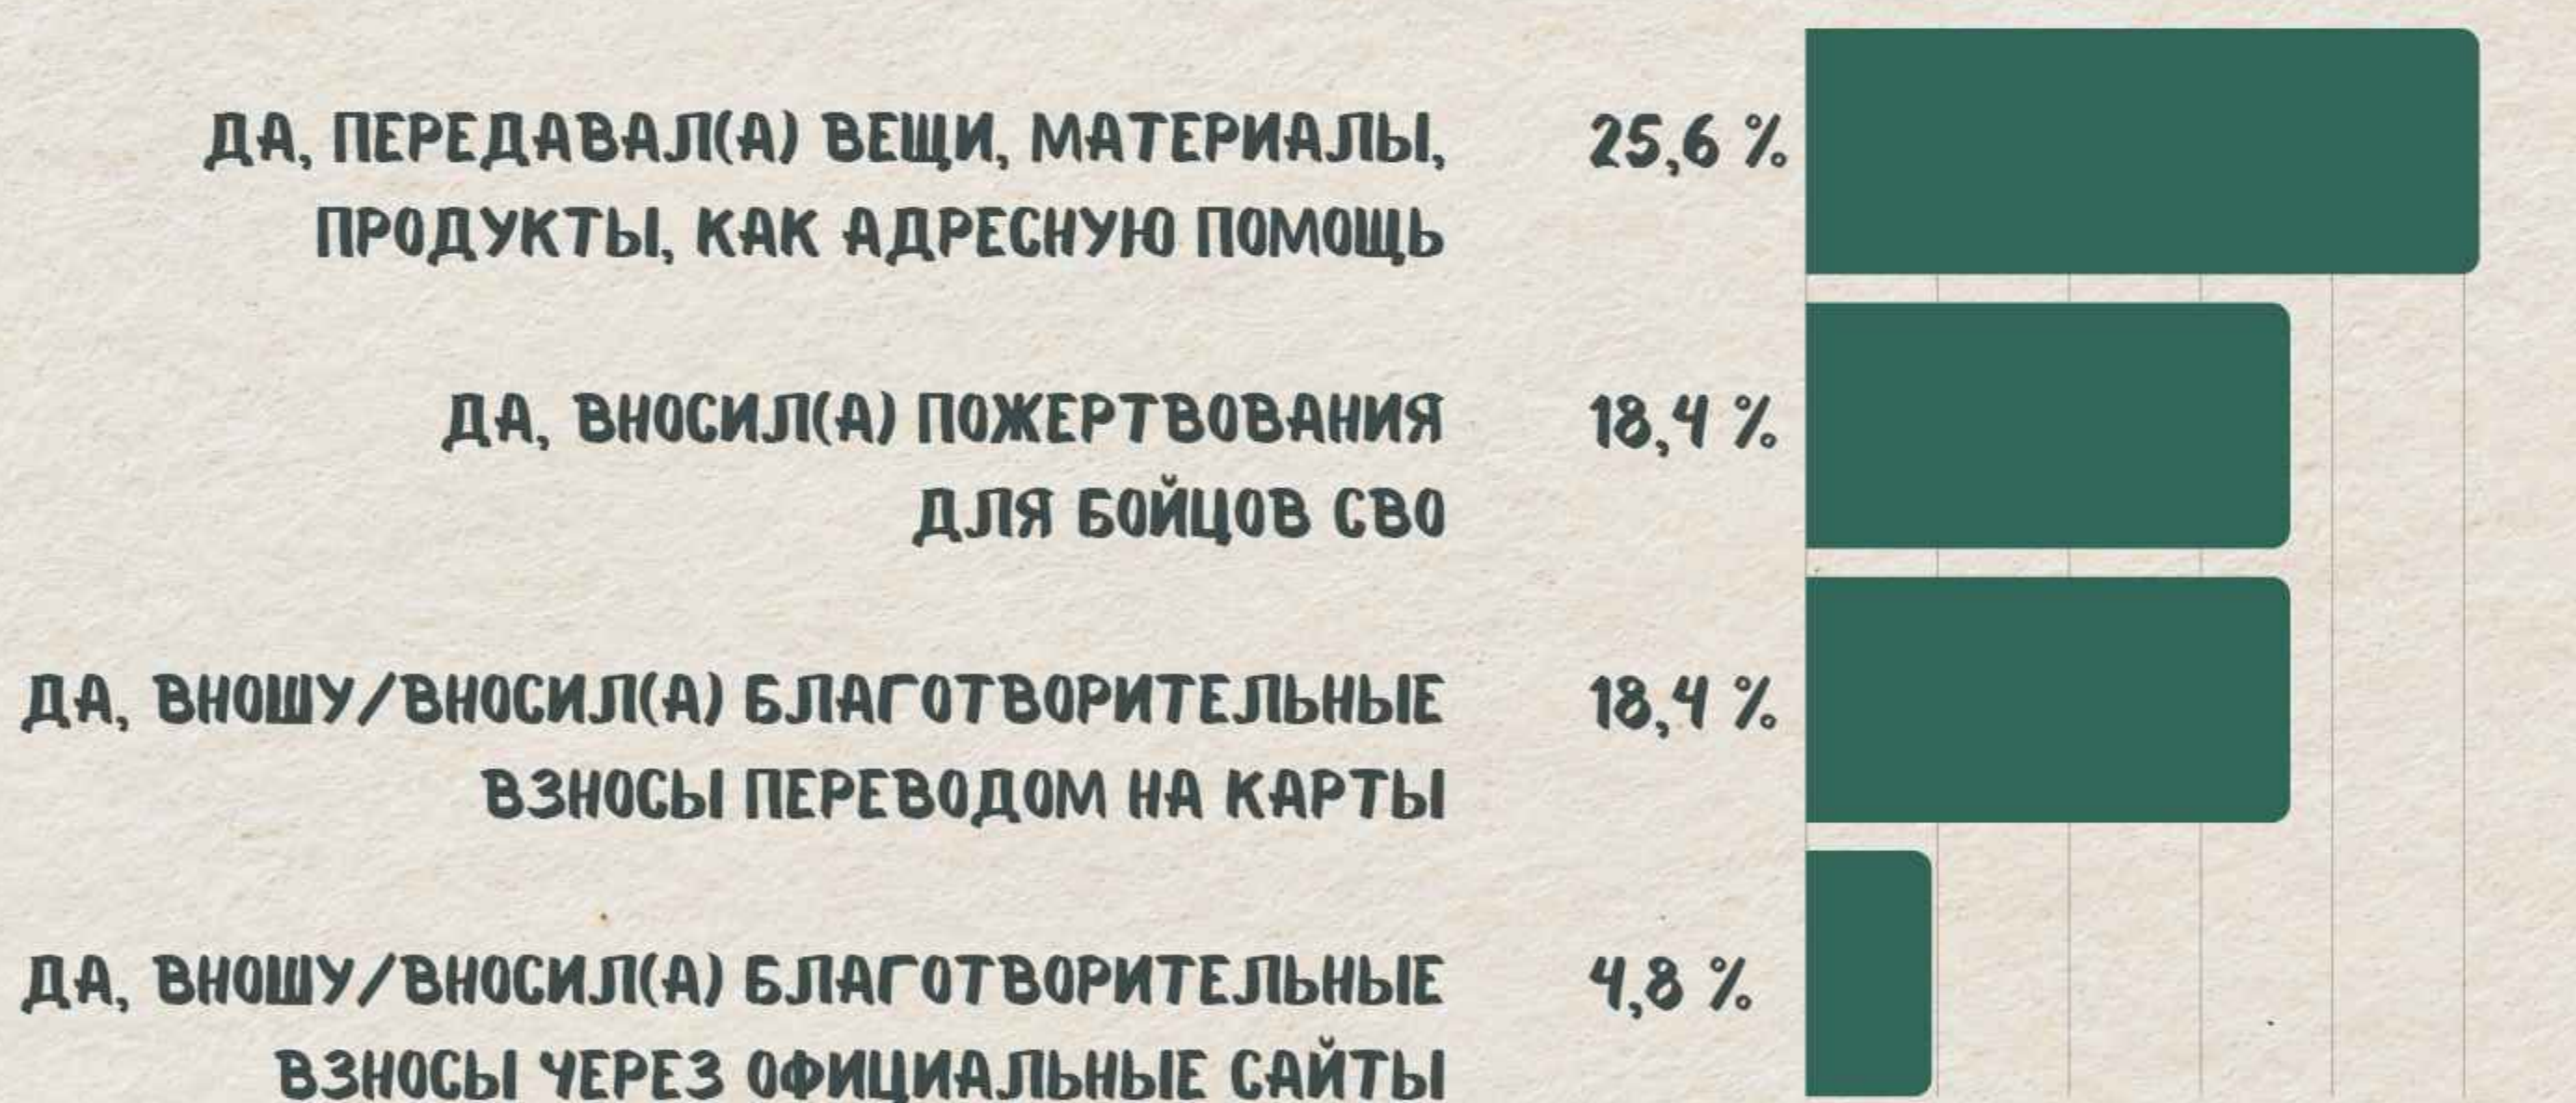 ДА, ПЕРЕДАВАЛ(А) ВЕЩИ, МАТЕРИАЛЫ,
ПРОДУКТЫ, КАК АДРЕСНУЮ ПОМОЩЬ
25,6 %
ДА, ВНОСИЛ(А) ПОЖЕРТВОВАНИЯ
ДЛЯ БОЙЦОВ СВО
18,4 %
ДА, ВНОШУ/ВНОСИЛ(А) БЛАГОТВОРИТЕЛЬНЫЕ
ВЗНОСЫ ПЕРЕВОДОМ НА КАРТЫ
18,4 %
ДА, ВНОШУ/ВНОСИЛ(А) БЛАГОТВОРИТЕЛЬНЫЕ
ВЗНОСЫ ЧЕРЕЗ ОФИЦИАЛЬНЫЕ САЙТЫ
4,8 %